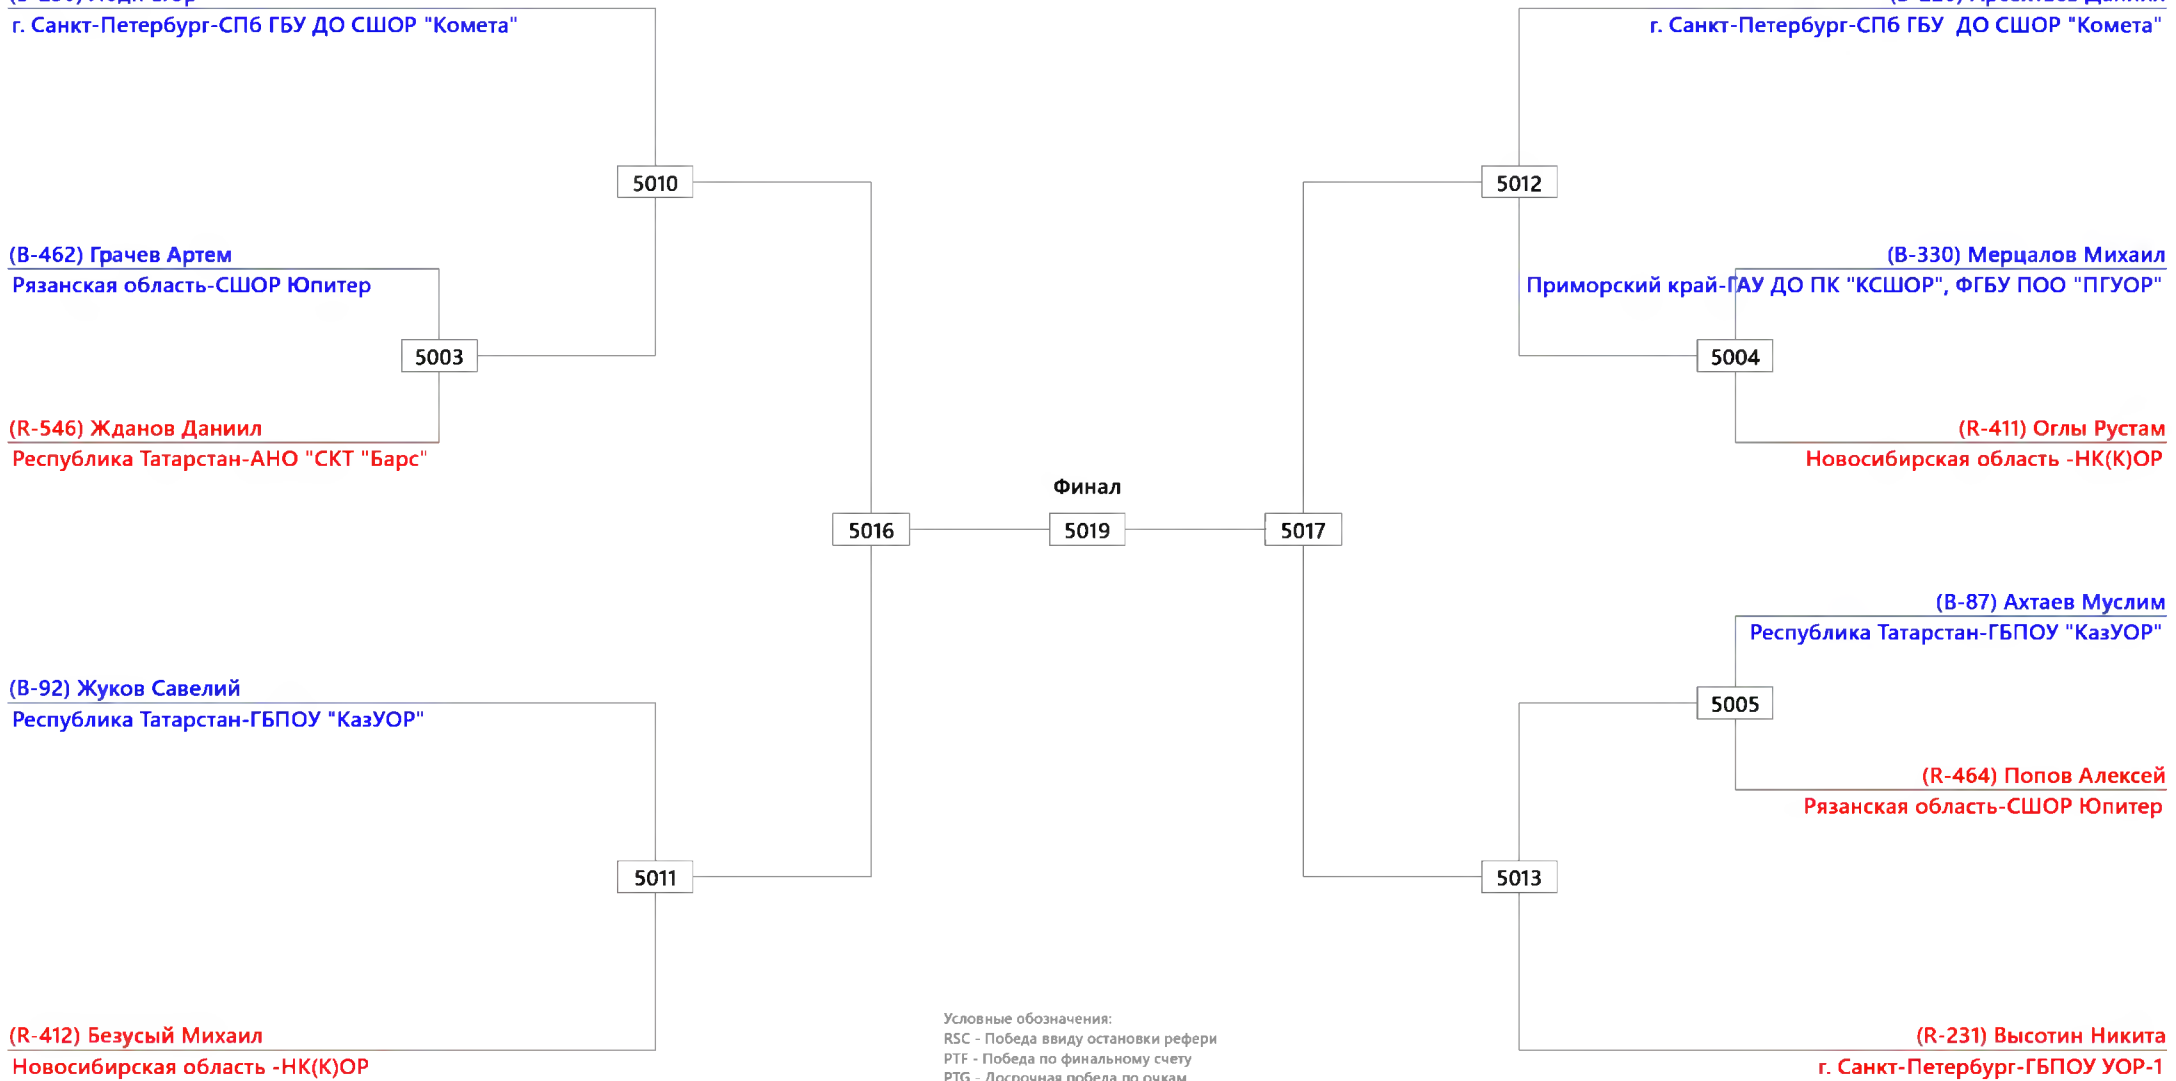 г. Санкт-Петербург-СПб ГБУ ДО СШОР "Комета"
г. Санкт-Петербург-СПб ГБУ ДО СШОР "Комета"
5010
5012
(B-462) Грачев Артем
Рязанская область-СШОР Юпитер
(B-330) Мерцалов Михаил
Приморский край-ГАУ ДО ПК "КСШОР", ФГБУ ПОО "ПГУОР"
5003
5004
(R-546) Жданов Даниил
Республика Татарстан-АНО "СКТ "Барс"
(R-411) Оглы Рустам
Новосибирская область -НК(К)ОР
Финал
5016
5019
5017
(B-87) Ахтаев Муслим
Республика Татарстан-ГБПОУ "КазУОР"
(B-92) Жуков Савелий
Республика Татарстан-ГБПОУ "КазУОР"
5005
(R-464) Попов Алексей
Рязанская область-СШОР Юпитер
5011
5013
(R-412) Безусый Михаил
Новосибирская область -НК(К)ОР
Условные обозначения:
RSC - Победа ввиду остановки рефери
PTF - Победа по финальному счету
PTG - Досрочная победа по очкам
(R-231) Высотин Никита
г. Санкт-Петербург-ГБПОУ УОР-1